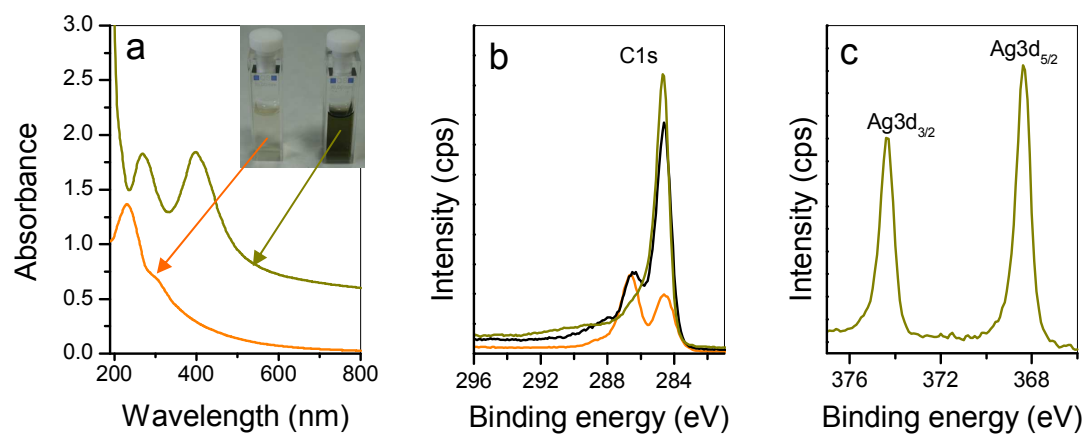 a
3.0
2.5
2.0
1.5
1.0
0.5
0.0
Absorbance
200 400 600 800
Wavelength (nm)
b
C1s
Intensity (cps)
296 292 288 284
Binding energy (eV)
c
Ag3d5/2
Ag3d3/2
Intensity (cps)
376 372 368
Binding energy (eV)